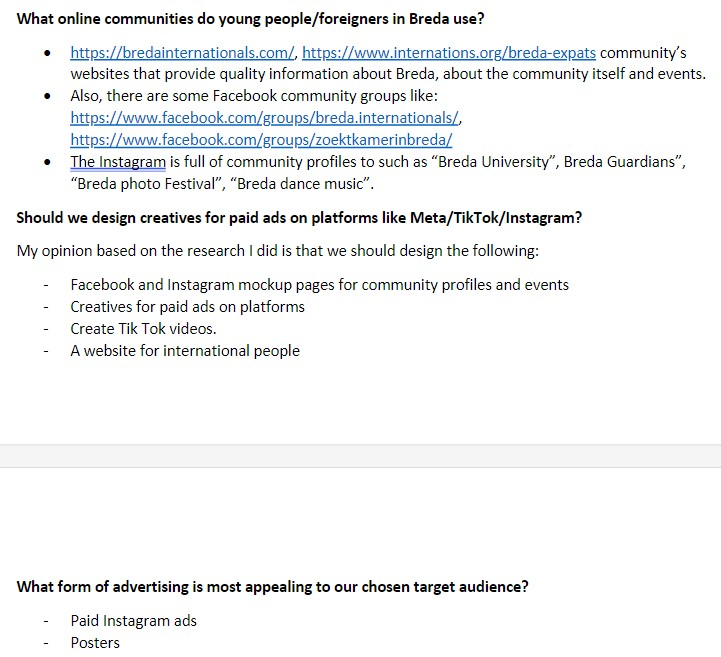 What online communities do young people/foreigners in Breda use?
• https://bredainternationals.com/, https://www.internations.org/breda-expats community’s
websites that provide quality information about Breda, about the community itself and events.
• Also, there are some Facebook community groups like:
https://www.facebook.com/groups/breda.internationals/,
https://www.facebook.com/groups/zoektkamerinbreda/
• The Instagram is full of community profiles to such as “Breda University”, Breda Guardians”,
“Breda photo Festival”, “Breda dance music”.
Should we design creatives for paid ads on platforms like Meta/TikTok/Instagram?
My opinion based on the research I did is that we should design the following:
- Facebook and Instagram mockup pages for community profiles and events
- Creatives for paid ads on platforms
- Create Tik Tok videos.
- A website for international people
What form of advertising is most appealing to our chosen target audience?
- Paid Instagram ads
- Posters